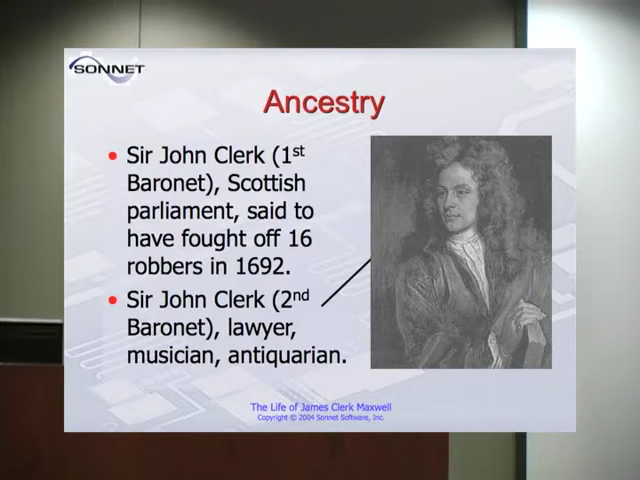 SONNET
Ancestry
• Sir John Clerk (1st
Baronet), Scottish
parliament, said to
have fought off 16
robbers in 1692.
• Sir John Clerk (2nd
Baronet), lawyer,
musician, antiquarian.
The Life of James Clerk Maxwell
Copyright © 2004 Sonnet Software, Inc.